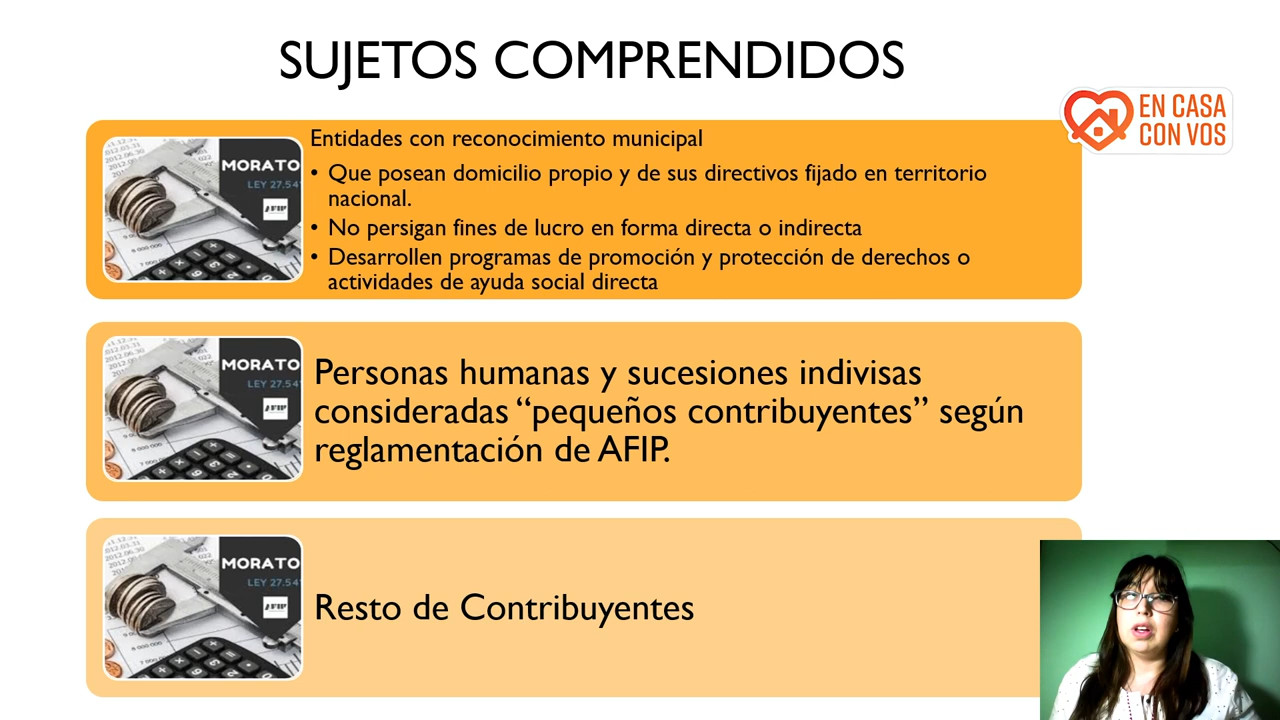 SUJETOS COMPRENDIDOS
EN CASA
CON VOS
Entidades con reconocimiento municipal
• Que posean domicilio propio y de sus directivos fijado en territorio
nacional.
• No persigan fines de lucro en forma directa o indirecta
• Desarrollen programas de promoción y protección de derechos o
actividades de ayuda social directa
MORATO
LEY 27.54
AFIP
Personas humanas y sucesiones indivisas
consideradas “pequeños contribuyentes” según
reglamentación de AFIP.
MORATO
LEY 27.54
AFIP
Resto de Contribuyentes
MORATO
LEY 27.54
AFIP